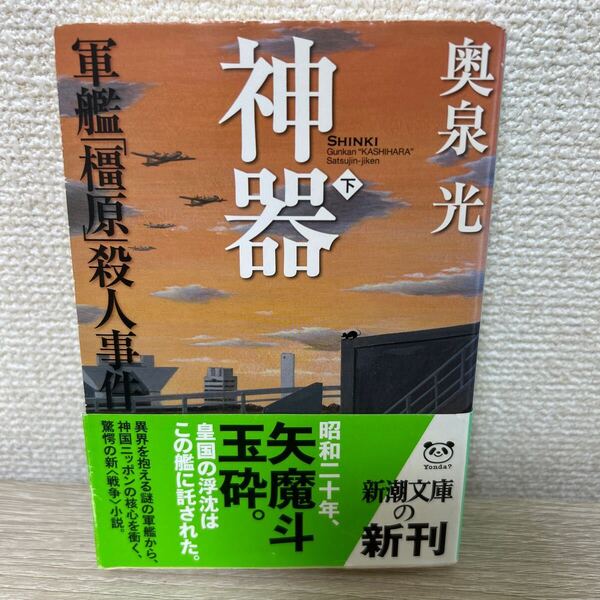 奥泉 光
神器
下
SHINKI
Gunkan "KASHIHARA"
Satsujin-jiken
軍艦「橿原」殺人事件
Yonda?
新潮文庫
の
新刊
昭和二十年、
矢魔斗
玉砕。
皇国の浮沈は
この艦に託された。
異界を抱える謎の軍艦から、
神国ニッポンの核心を衝く、
驚愕の新〈戦争〉小説。